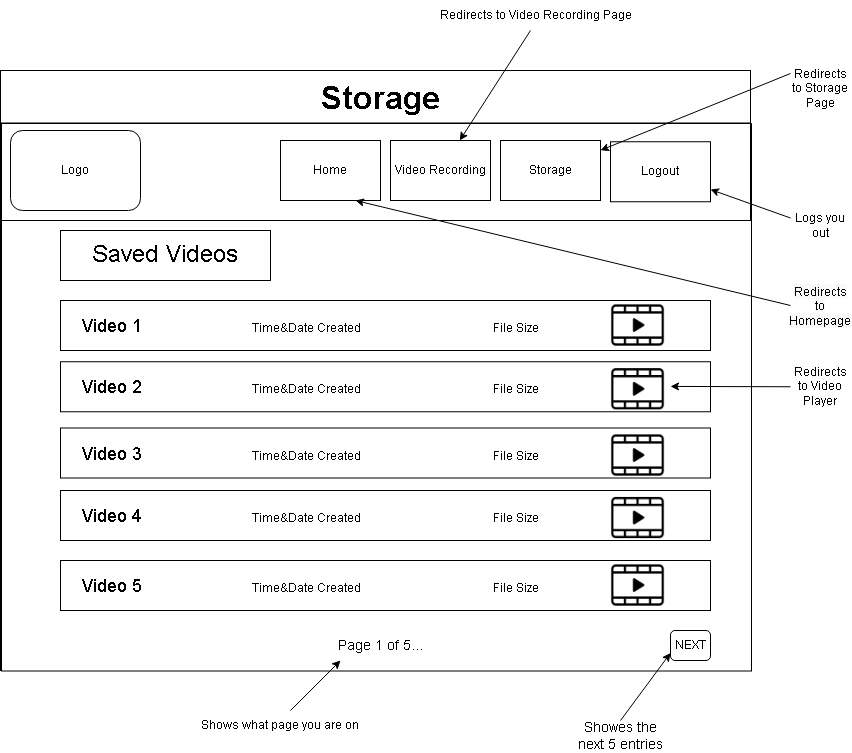 Redirects to Video Recording Page
Redirects
to Storage
Page
Storage
Logo
Home
Video Recording
Storage
Logout
Logs you
out
Saved Videos
Redirects
to
Homepage
Video 1
Time&Date Created
File Size
Video 2
Time&Date Created
File Size
Redirects
to Video
Player
Video 3
Time&Date Created
File Size
Video 4
Time&Date Created
File Size
Video 5
Time&Date Created
File Size
Page 1 of 5...
NEXT
Shows what page you are on
Showes the
next 5 entries